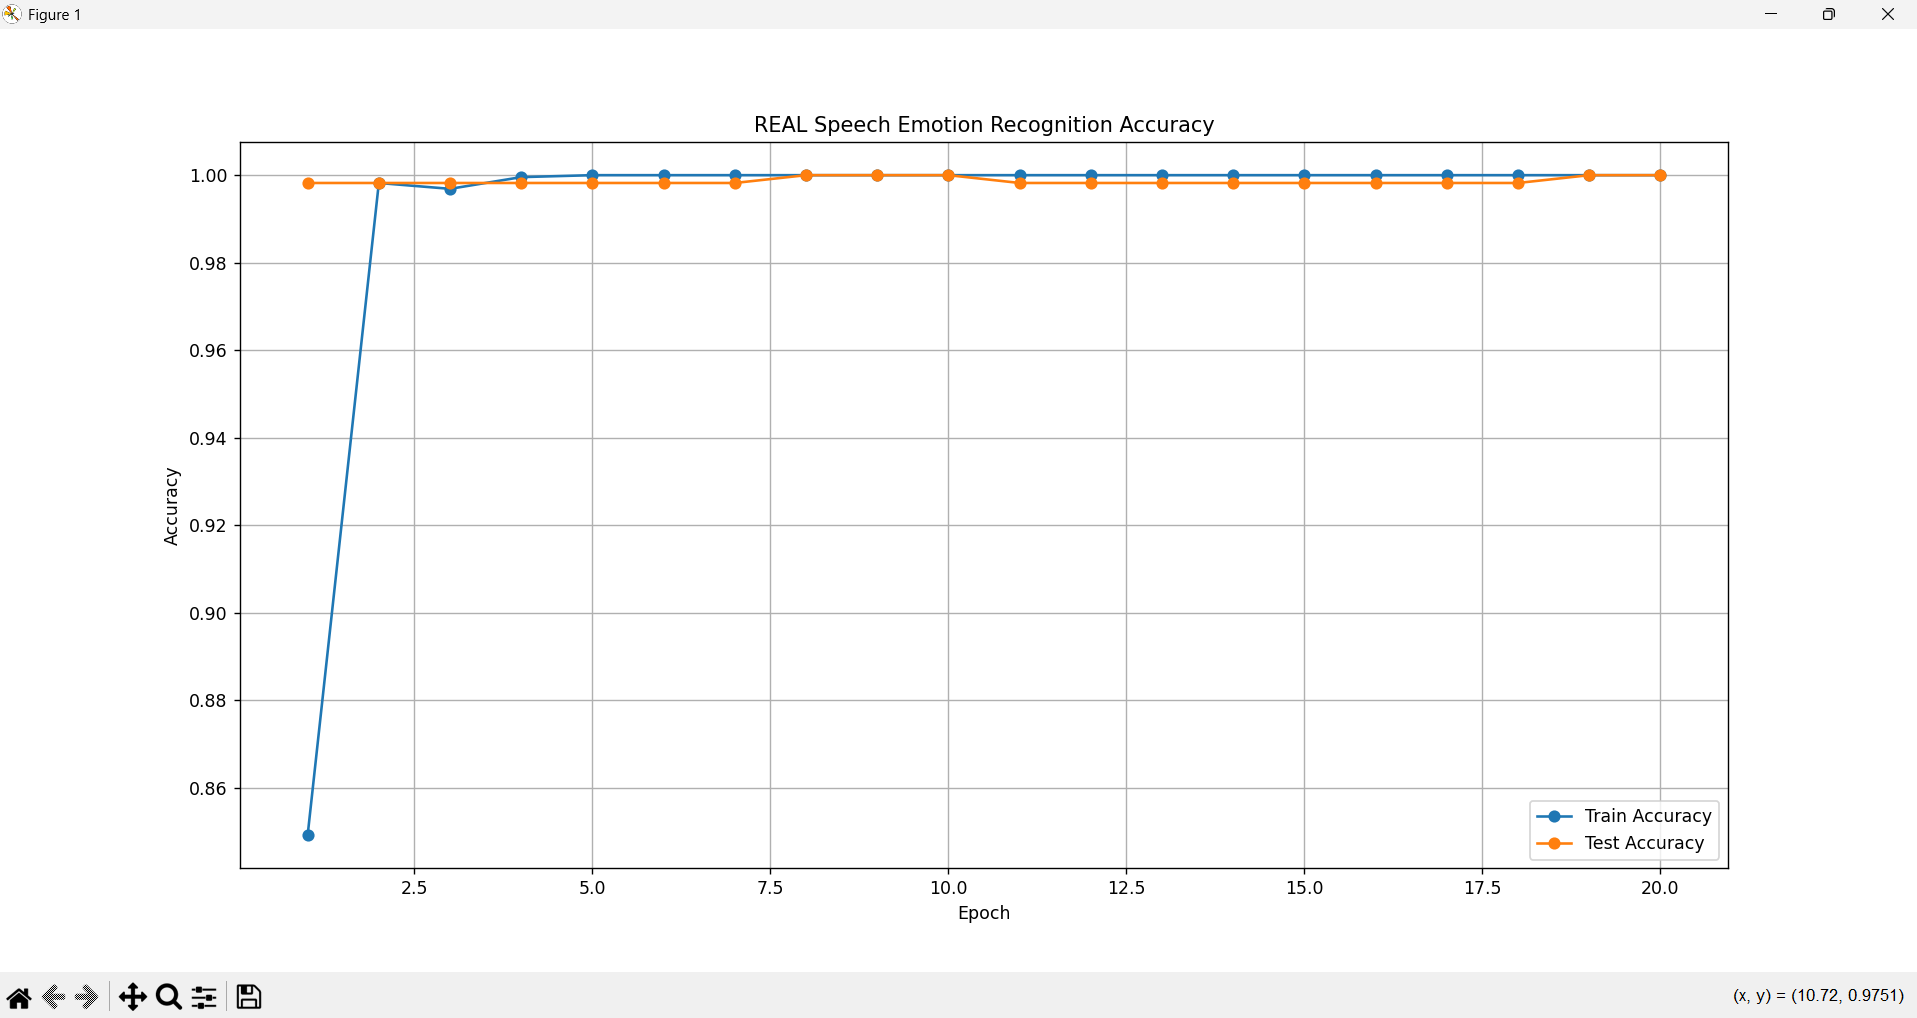 Figure 1
REAL Speech Emotion Recognition Accuracy
1.00
0.98
0.96
0.94
0.92
0.90
0.88
0.86
Accuracy
Train Accuracy
Test Accuracy
2.5 5.0 7.5 10.0 12.5 15.0 17.5 20.0
Epoch
(x, y) = (10.72, 0.9751)